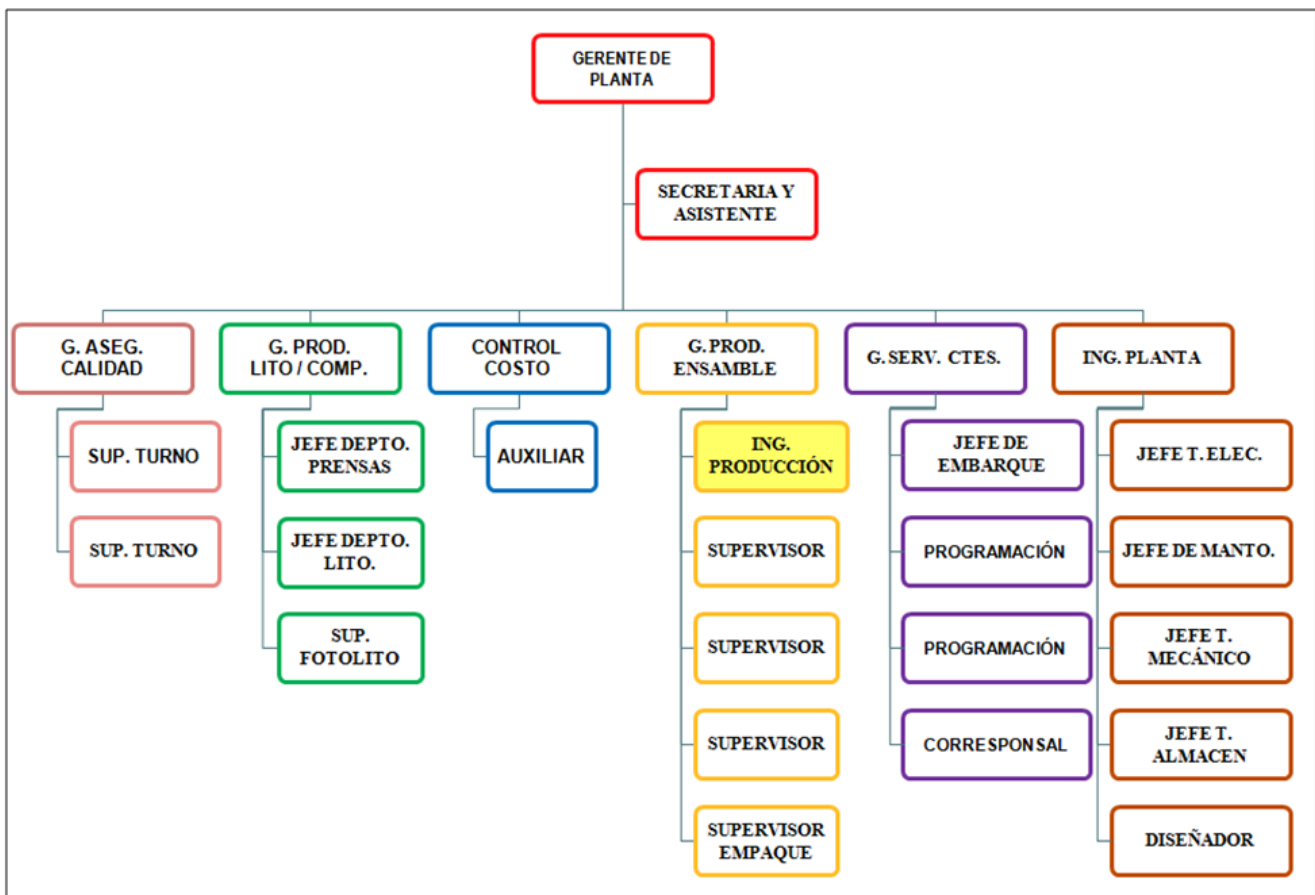 GERENTE DE
PLANTA
SECRETARIA Y
ASISTENTE
G. ASEG.
CALIDAD
SUP. TURNO
SUP. TURNO
G. PROD.
LITO / COMP.
JEFE DEPTO.
PRENSAS
JEFE DEPTO.
LITO.
SUP.
FOTOLITO
CONTROL
COSTO
AUXILIAR
G. PROD.
ENSAMBLE
ING.
PRODUCCIÓN
SUPERVISOR
SUPERVISOR
SUPERVISOR
SUPERVISOR
EMPAQUE
G. SERV. CTES.
JEFE DE
EMBARQUE
PROGRAMACIÓN
PROGRAMACIÓN
CORRESPONSAL
ING. PLANTA
JEFE T. ELEC.
JEFE DE MANTO.
JEFE T.
MECÁNICO
JEFE T.
ALMACEN
DISEÑADOR